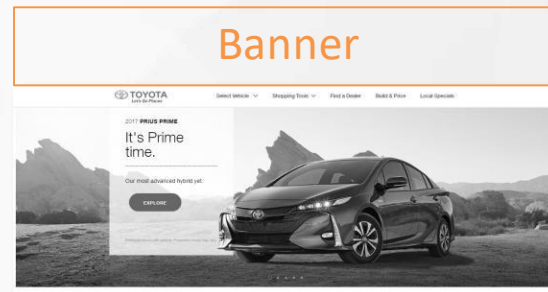 Banner
TOYOTA
Let's Go Places
Select Vehicle
Shopping Tools
Find a Dealer
Build & Price
Local Specials
2017 PRIUS PRIME
It's Prime
time.
Our most advanced hybrid yet.
EXPLORE